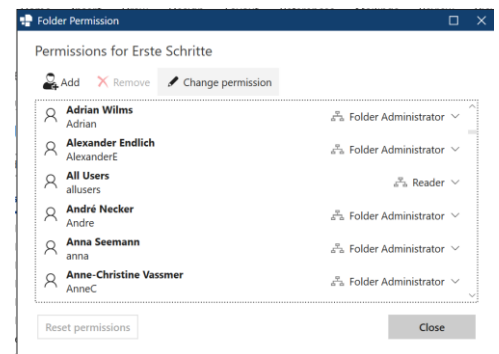 Folder Permission
Permissions for Erste Schritte
Add Remove Change permission
Adrian Wilms
Adrian
Folder Administrator
Alexander Endlich
AlexanderE
Folder Administrator
All Users
allusers
Reader
André Necker
Andre
Folder Administrator
Anna Seemann
anna
Folder Administrator
Anne-Christine Vassmer
AnneC
Folder Administrator
Reset permissions Close